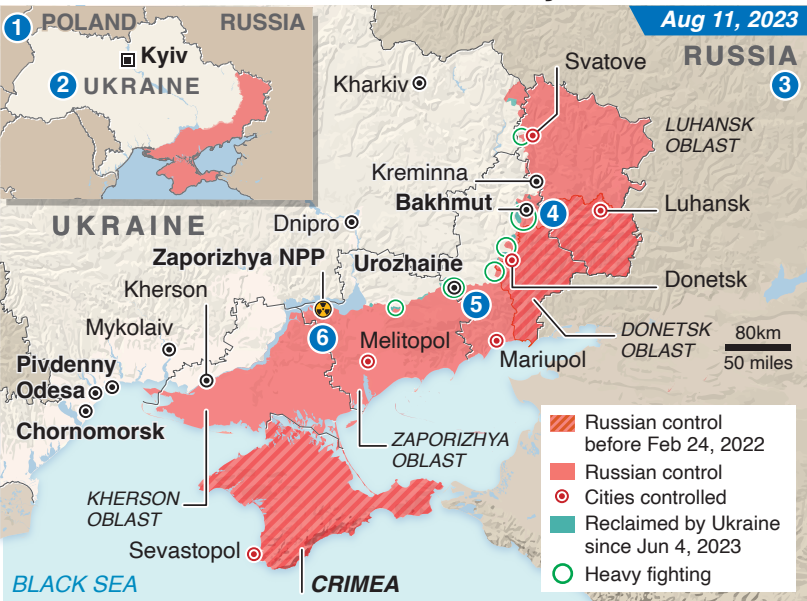 Aug 11, 2023
1
POLAND
RUSSIA
Kyiv
2
UKRAINE
RUSSIA
3
Svatove
Kharkiv
LUHANSK
OBLAST
Kreminna
Bakhmut
4
Luhansk
UKRAINE
Dnipro
Zaporizhya NPP
Urozhaine
Donetsk
Kherson
5
6
Mykolaiv
Melitopol
DONETSK
OBLAST
80km
50 miles
Mariupol
Pivdenny
Odesa
Chornomorsk
ZAPORIZHYA
OBLAST
KHERSON
OBLAST
Sevastopol
BLACK SEA
CRIMEA
Russian control
before Feb 24, 2022
Russian control
Cities controlled
Reclaimed by Ukraine
since Jun 4, 2023
Heavy fighting